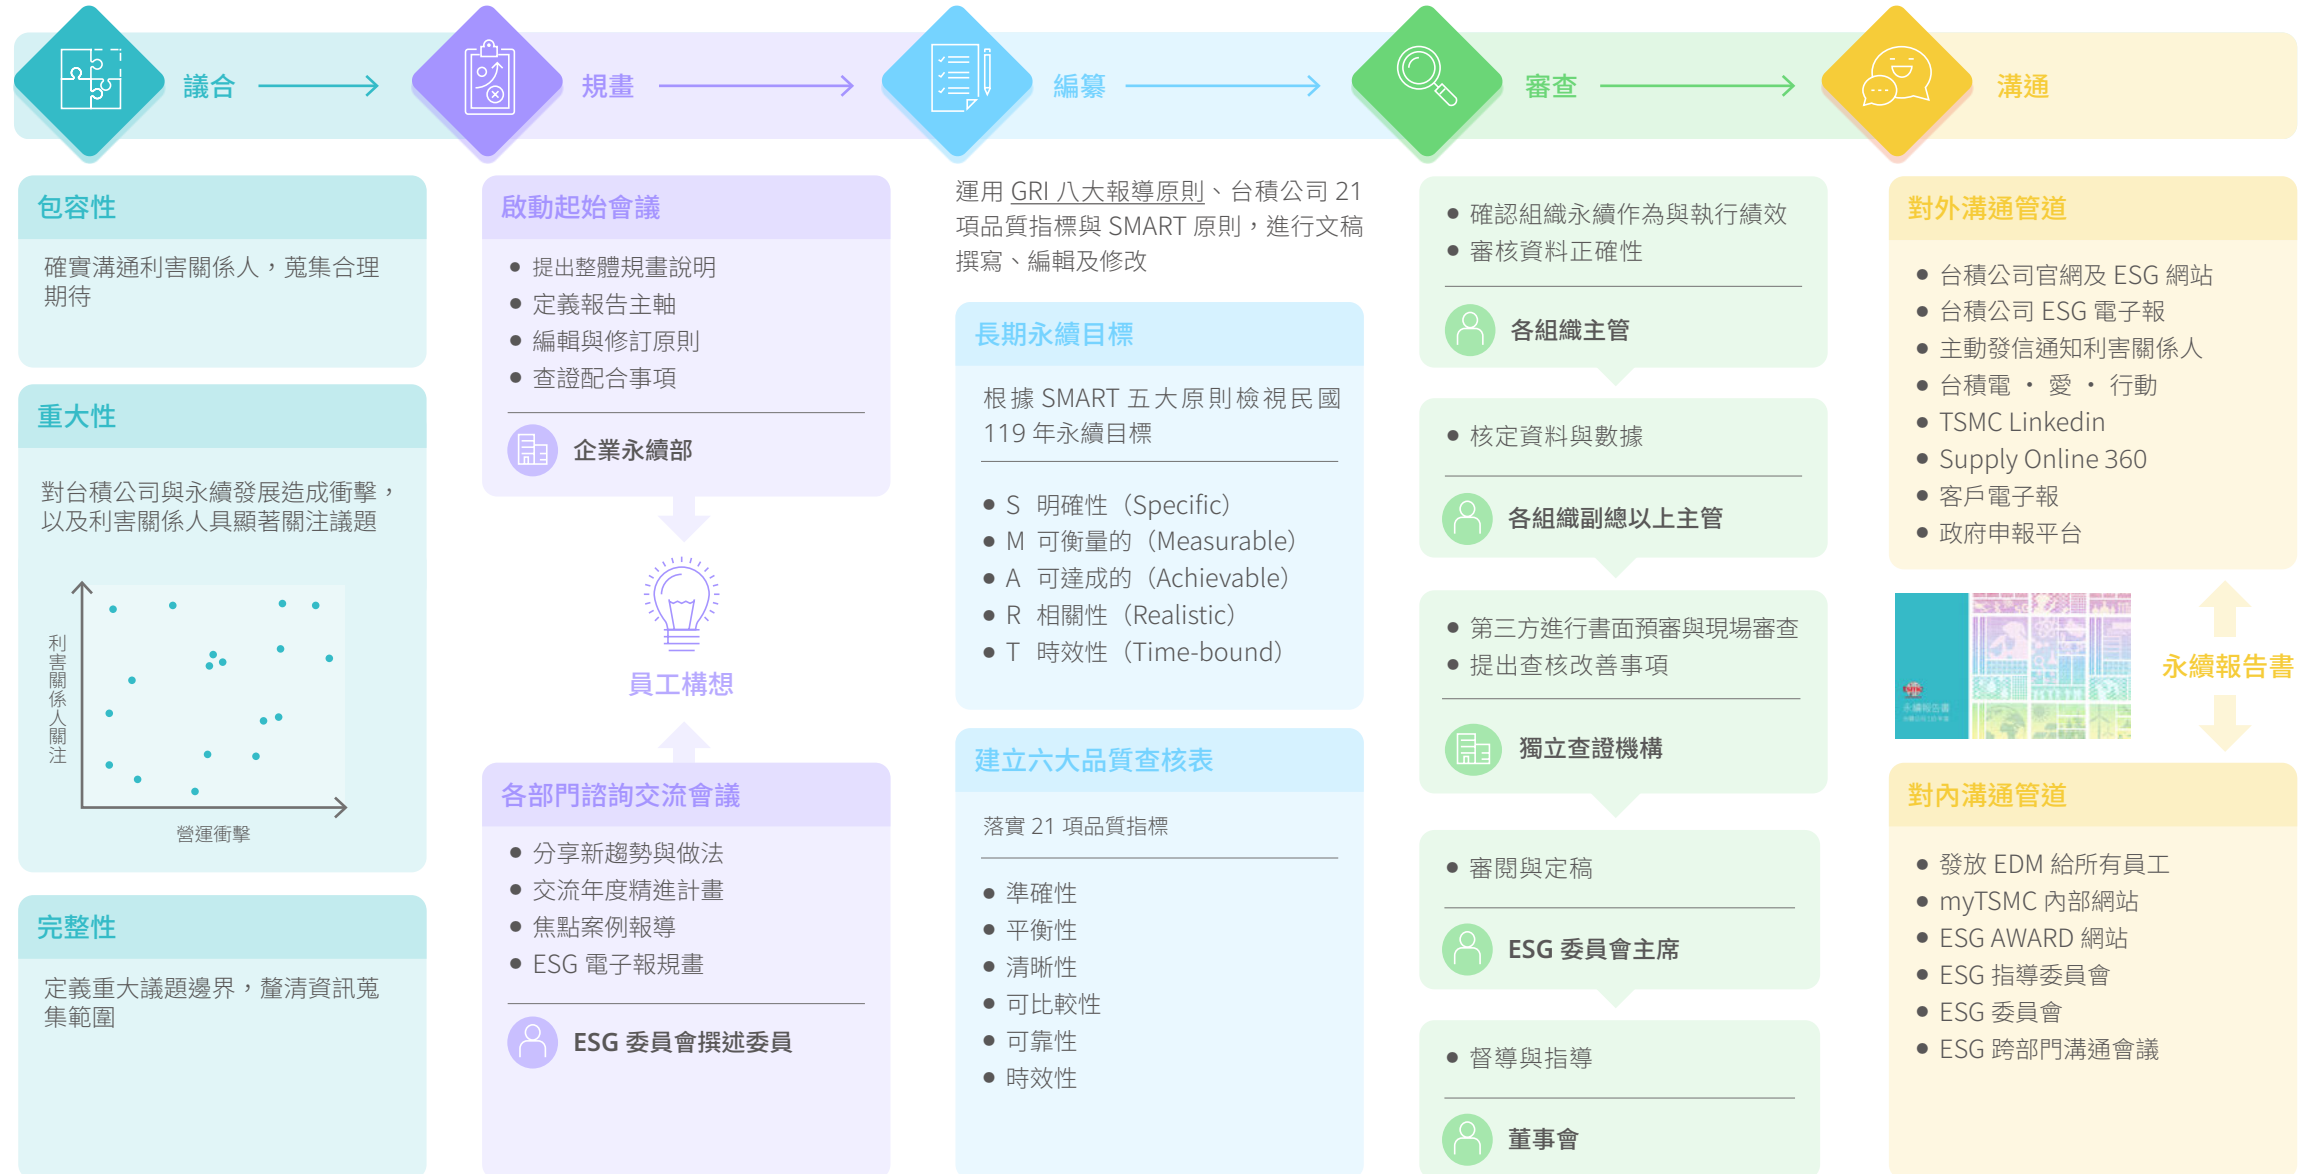 議合
規畫
編纂
審查
溝通
包容性
確實溝通利害關係人，蒐集合理
期待
重大性
對台積公司與永續發展造成衝擊，
以及利害關係人具顯著關注議題
利害關係人關注
營運衝擊
完整性
定義重大議題邊界，釐清資訊蒐
集範圍
啟動起始會議
● 提出整體規畫說明
● 定義報告主軸
● 編輯與修訂原則
● 查證配合事項
企業永續部
員工構想
各部門諮詢交流會議
● 分享新趨勢與做法
● 交流年度精進計畫
● 焦點案例報導
● ESG 電子報規畫
ESG 委員會撰述委員
運用 GRI 八大報導原則、台積公司 21
項品質指標與 SMART 原則，進行文稿
撰寫、編輯及修改
長期永續目標
根據 SMART 五大原則檢視民國
119 年永續目標
● S 明確性（Specific）
● M 可衡量的（Measurable）
● A 可達成的（Achievable）
● R 相關性（Realistic）
● T 時效性（Time-bound）
建立六大品質查核表
落實 21 項品質指標
● 準確性
● 平衡性
● 清晰性
● 可比較性
● 可靠性
● 時效性
● 確認組織永續作為與執行績效
● 審核資料正確性
各組織主管
● 核定資料與數據
各組織副總以上主管
● 第三方進行書面預審與現場審查
● 提出查核改善事項
獨立查證機構
● 審閱與定稿
ESG 委員會主席
● 督導與指導
董事會
對外溝通管道
● 台積公司官網及 ESG 網站
● 台積公司 ESG 電子報
● 主動發信通知利害關係人
● 台積電 · 愛 · 行動
● TSMC Linkedin
● Supply Online 360
● 客戶電子報
● 政府申報平台
永續報告書
永續報告書
對內溝通管道
● 發放 EDM 給所有員工
● myTSMC 內部網站
● ESG AWARD 網站
● ESG 指導委員會
● ESG 委員會
● ESG 跨部門溝通會議